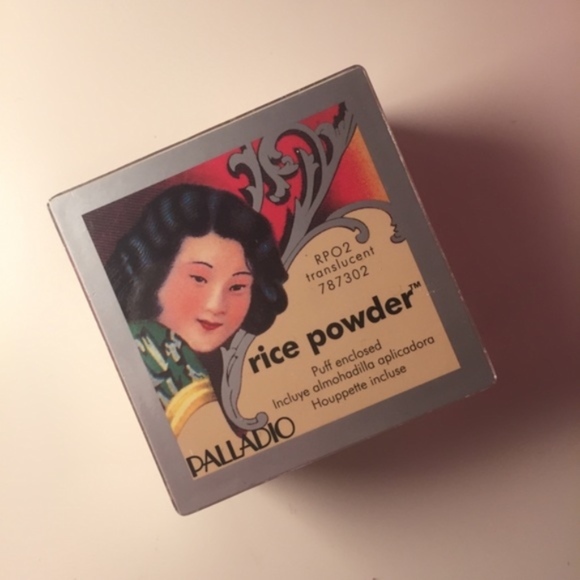 RPO2
translucent
787302
rice powder™
Puff enclosed
Incluye almohadilla aplicadora
Houppette incluse
PALLADIO